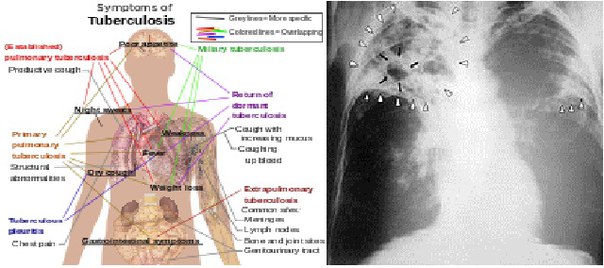 Symptoms of
Tuberculosis
Grey lines = More specific
Colored lines = Overlapping
(Established)
pulmonary tuberculosis
Productive cough
Poor appetite
Miliary tuberculosis
Night sweats
Return of
dormant
tuberculosis
Primary
pulmonary
tuberculosis
Structural
abnormalities
Weakness
Cough with
increasing mucus
Coughing
up blood
Fever
Dry cough
Weight loss
Extrapulmonary
tuberculosis
Common sites:
Meninges
Lymph nodes
Bone and joint sites
Genitourinary tract
Tuberculous
pleuritis
Chest pain
Gastrointestinal symptoms